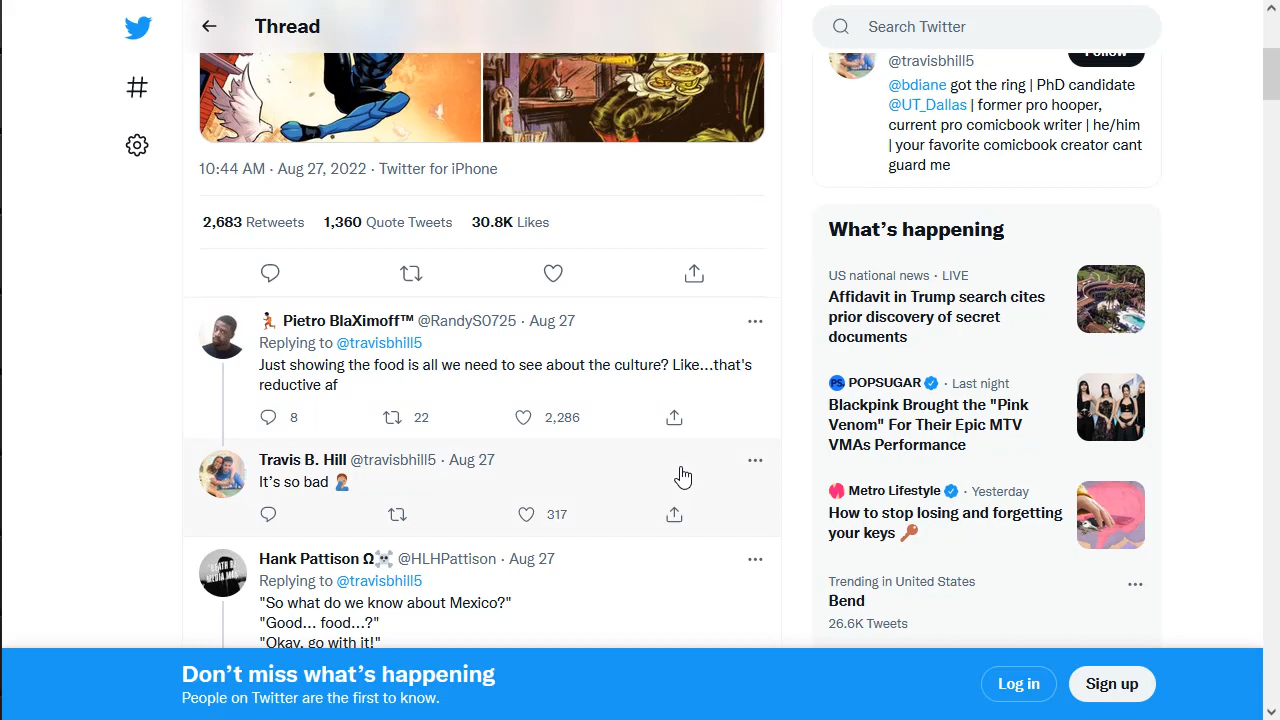 Thread
10:44 AM · Aug 27, 2022 · Twitter for iPhone
2,683 Retweets 1,360 Quote Tweets 30.8K Likes
Pietro BlaXimoff™ @RandyS0725 · Aug 27
Replying to @travisbhill5
Just showing the food is all we need to see about the culture? Like...that's
reductive af
8 22 2,286
Travis B. Hill @travisbhill5 · Aug 27
It's so bad 🤦🏽‍♂️
317
Hank Pattison Ω☠️ @HLHPattison · Aug 27
Replying to @travisbhill5
"So what do we know about Mexico?"
"Good... food...?"
"Okay, go with it!"
Search Twitter
Follow
@travisbhill5
@bdiane got the ring | PhD candidate
@UT_Dallas | former pro hooper,
current pro comicbook writer | he/him
| your favorite comicbook creator cant
guard me
What's happening
US national news · LIVE
Affidavit in Trump search cites
prior discovery of secret
documents
PS POPSUGAR · Last night
Blackpink Brought the "Pink
Venom" For Their Epic MTV
VMAs Performance
Metro Lifestyle · Yesterday
How to stop losing and forgetting
your keys 🔑
Trending in United States
Bend
26.6K Tweets
Don't miss what's happening
People on Twitter are the first to know.
Log in Sign up